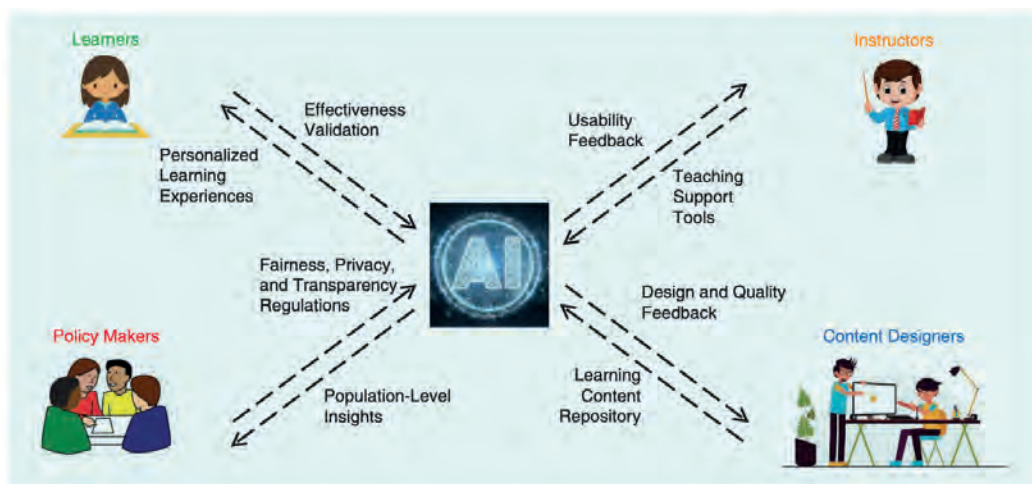 Learners
Instructors
Effectiveness
Validation
Usability
Feedback
Personalized
Learning
Experiences
Teaching
Support
Tools
AI
Fairness, Privacy,
and Transparency
Regulations
Design and Quality
Feedback
Policy Makers
Content Designers
Population-Level
Insights
Learning
Content
Repository